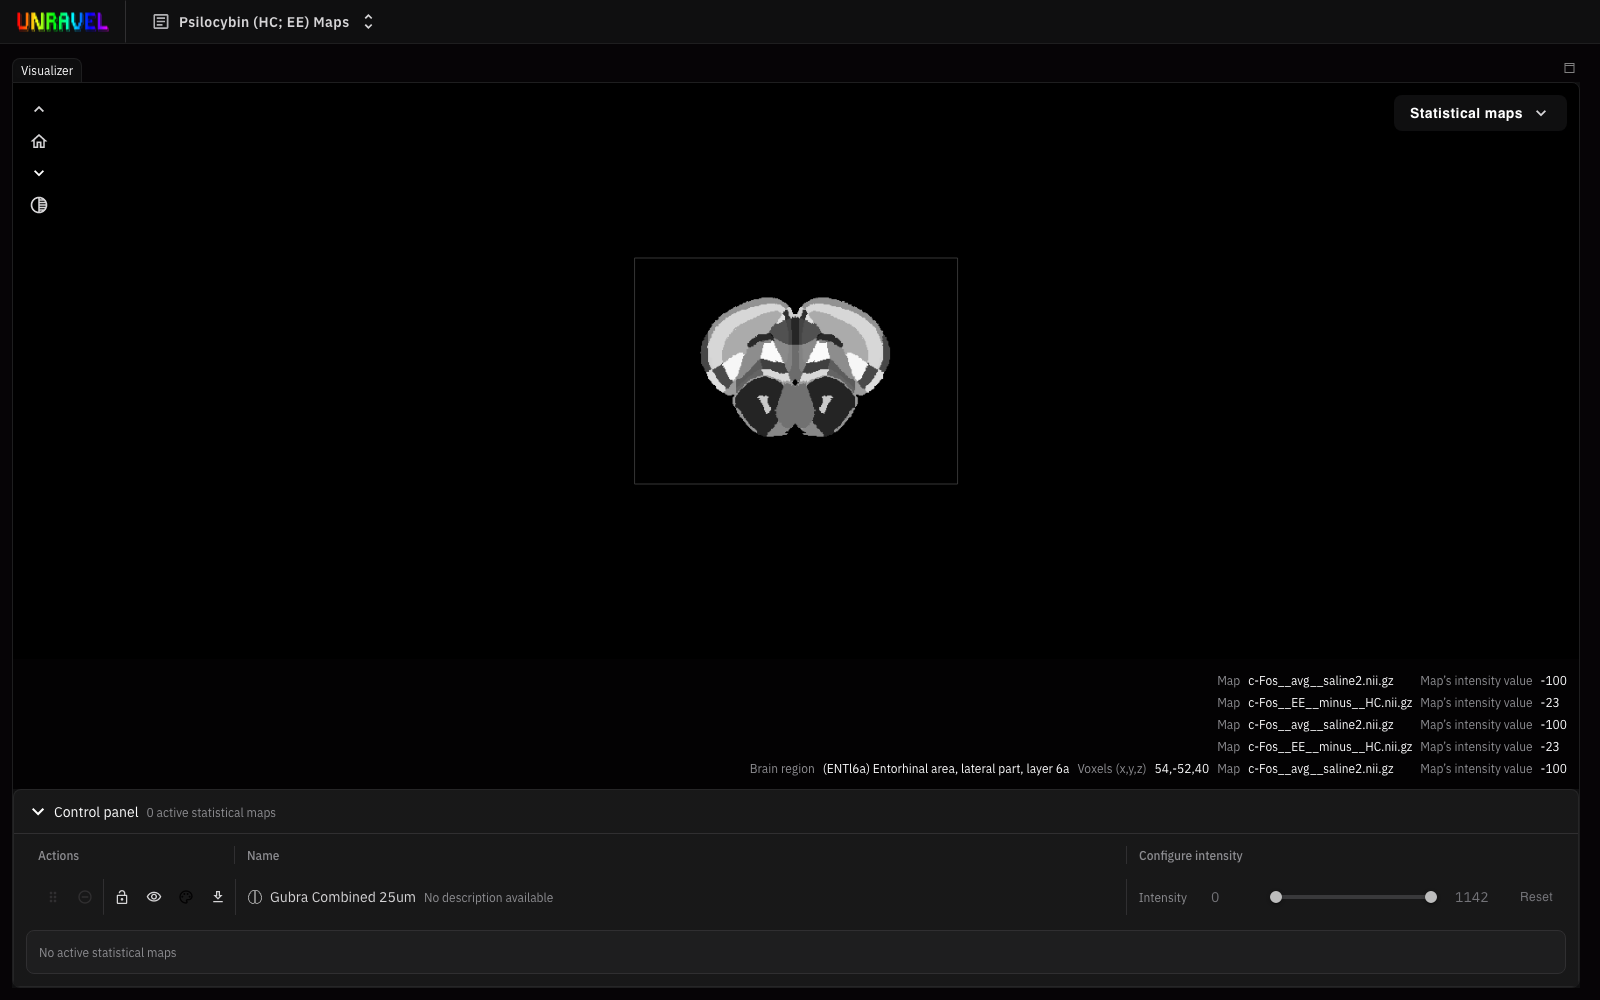 UNRAVEL
Psilocybin (HC; EE) Maps
Visualizer
Statistical maps
Map c-Fos__avg__saline2.nii.gz Map's intensity value -100
Map c-Fos__EE__minus__HC.nii.gz Map's intensity value -23
Map c-Fos__avg__saline2.nii.gz Map's intensity value -100
Map c-Fos__EE__minus__HC.nii.gz Map's intensity value -23
Brain region (ENTl6a) Entorhinal area, lateral part, layer 6a Voxels (x,y,z) 54,-52,40 Map c-Fos__avg__saline2.nii.gz Map's intensity value -100
Control panel 0 active statistical maps
Actions Name Configure intensity
Gubra Combined 25um No description available Intensity 0 1142 Reset
No active statistical maps